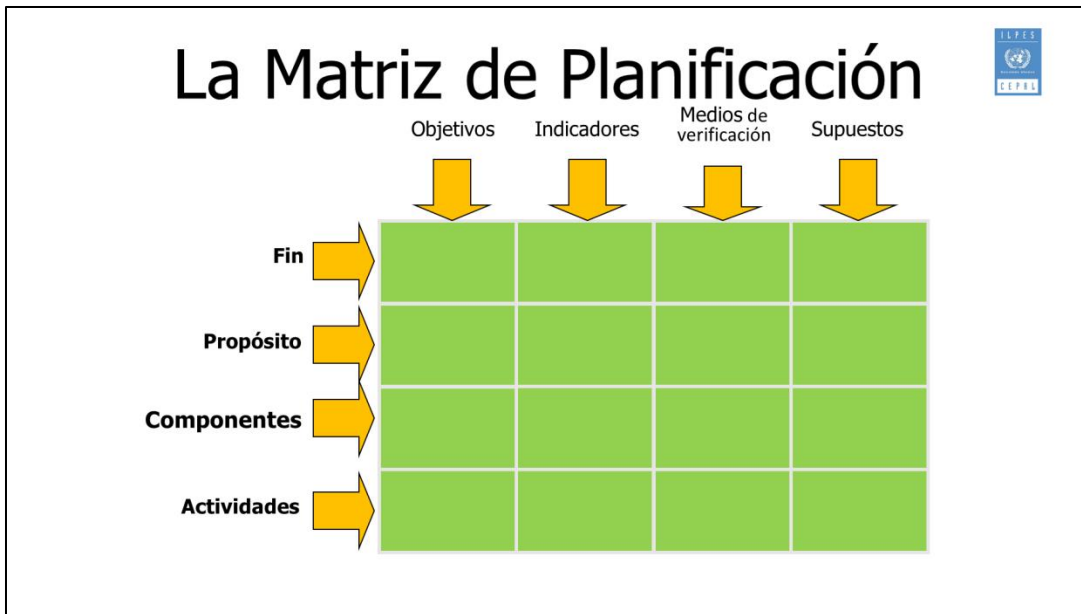 La Matriz de Planificación
ILPES
CEPAL
Objetivos
Indicadores
Medios de
verificación
Supuestos
Fin
Propósito
Componentes
Actividades